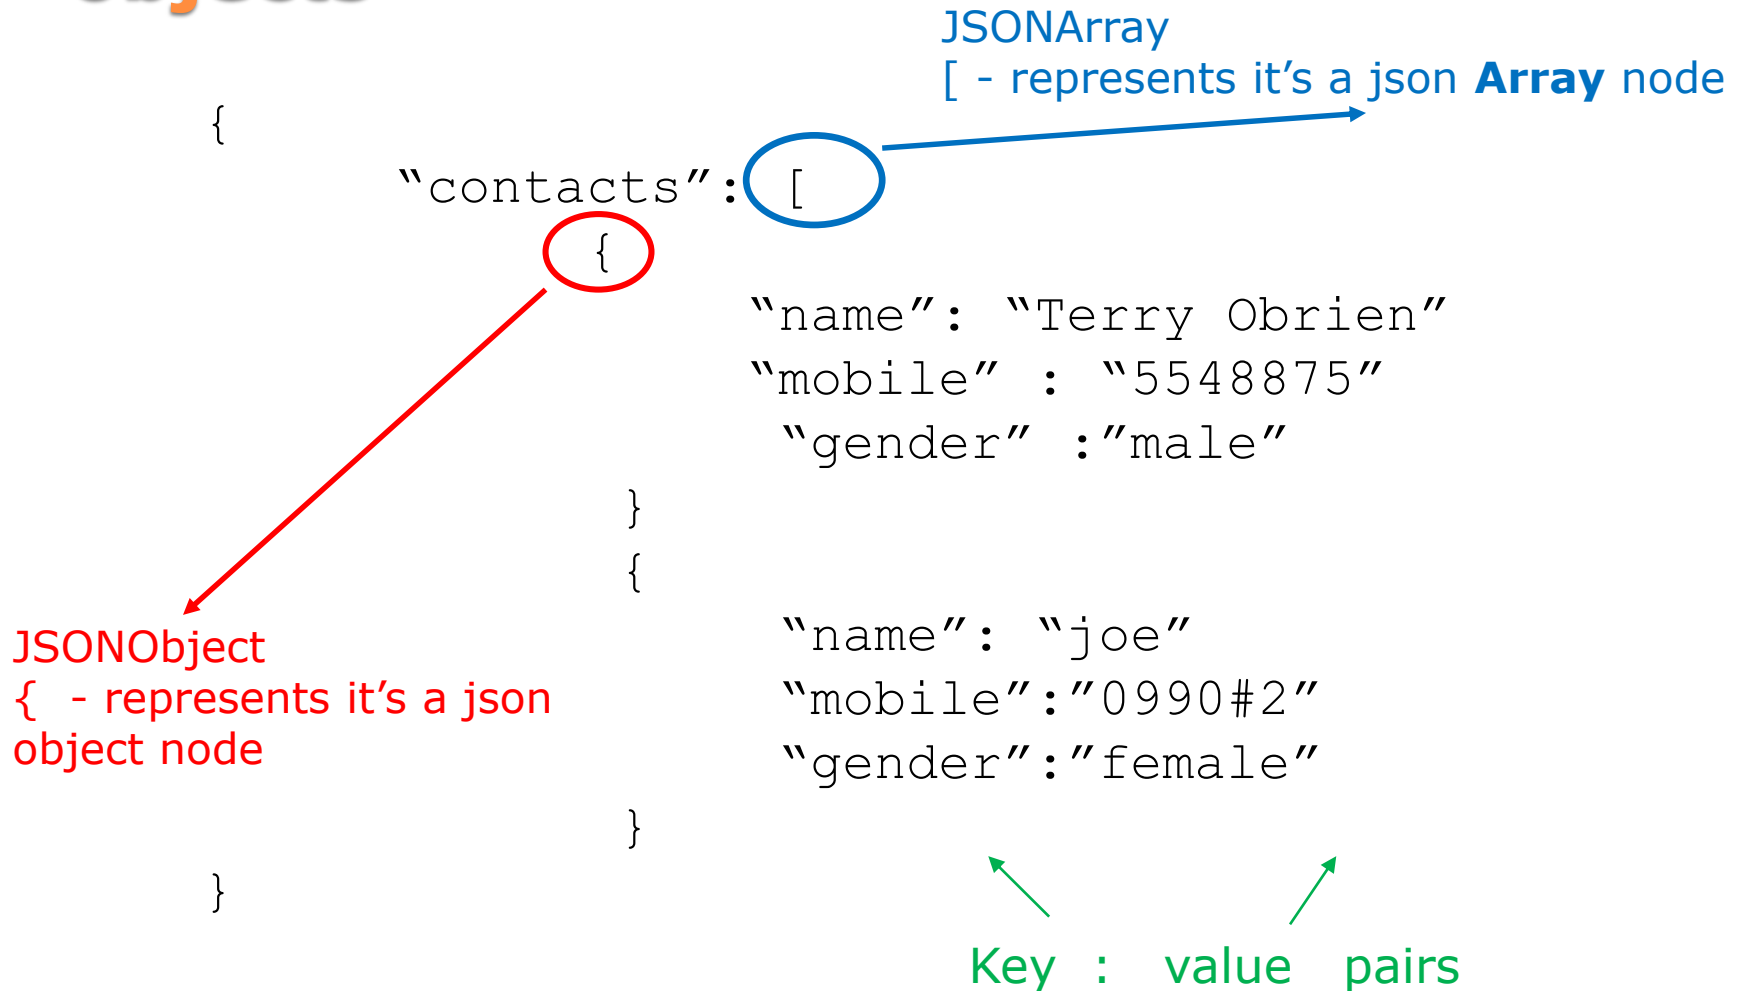 JSONArray
[ - represents it’s a json Array node
{
“contacts”: [
{
“name”: “Terry Obrien”
“mobile” : “5548875”
“gender” :”male”
}
{
“name”: “joe”
“mobile”:”0990#2”
“gender”:”female”
}
}
JSONObject
{ - represents it’s a json
object node
Key : value pairs